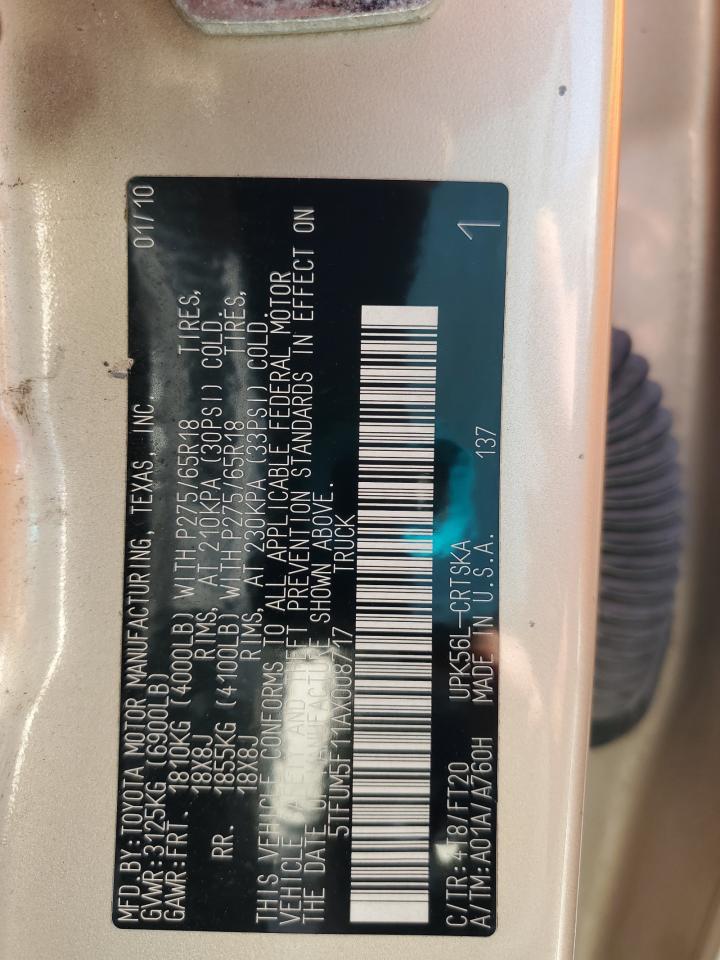 MFD.BY:TOYOTA MOTOR MANUFACTURING, TEXAS, INC. 01/10
GVWR:3125KG (6900LB)
GAWR:FRT. 1810KG (4000LB) WITH P275/65R18 TIRES,
18X8J RIMS, AT 210KPA (30PSI) COLD.
RR. 1855KG (4100LB) WITH P275/65R18 TIRES,
18X8J RIMS, AT 230KPA (33PSI) COLD.
THIS VEHICLE CONFORMS TO ALL APPLICABLE FEDERAL MOTOR
VEHICLE SAFETY AND THEFT PREVENTION STANDARDS IN EFFECT ON
THE DATE OF MANUFACTURE SHOWN ABOVE.
5TFUM5F11AX008717 TRUCK
C/TR:4T8/FT20 UPK56L-CRTSKA 1
A/TM:A01A/A760H MADE IN U.S.A. 137